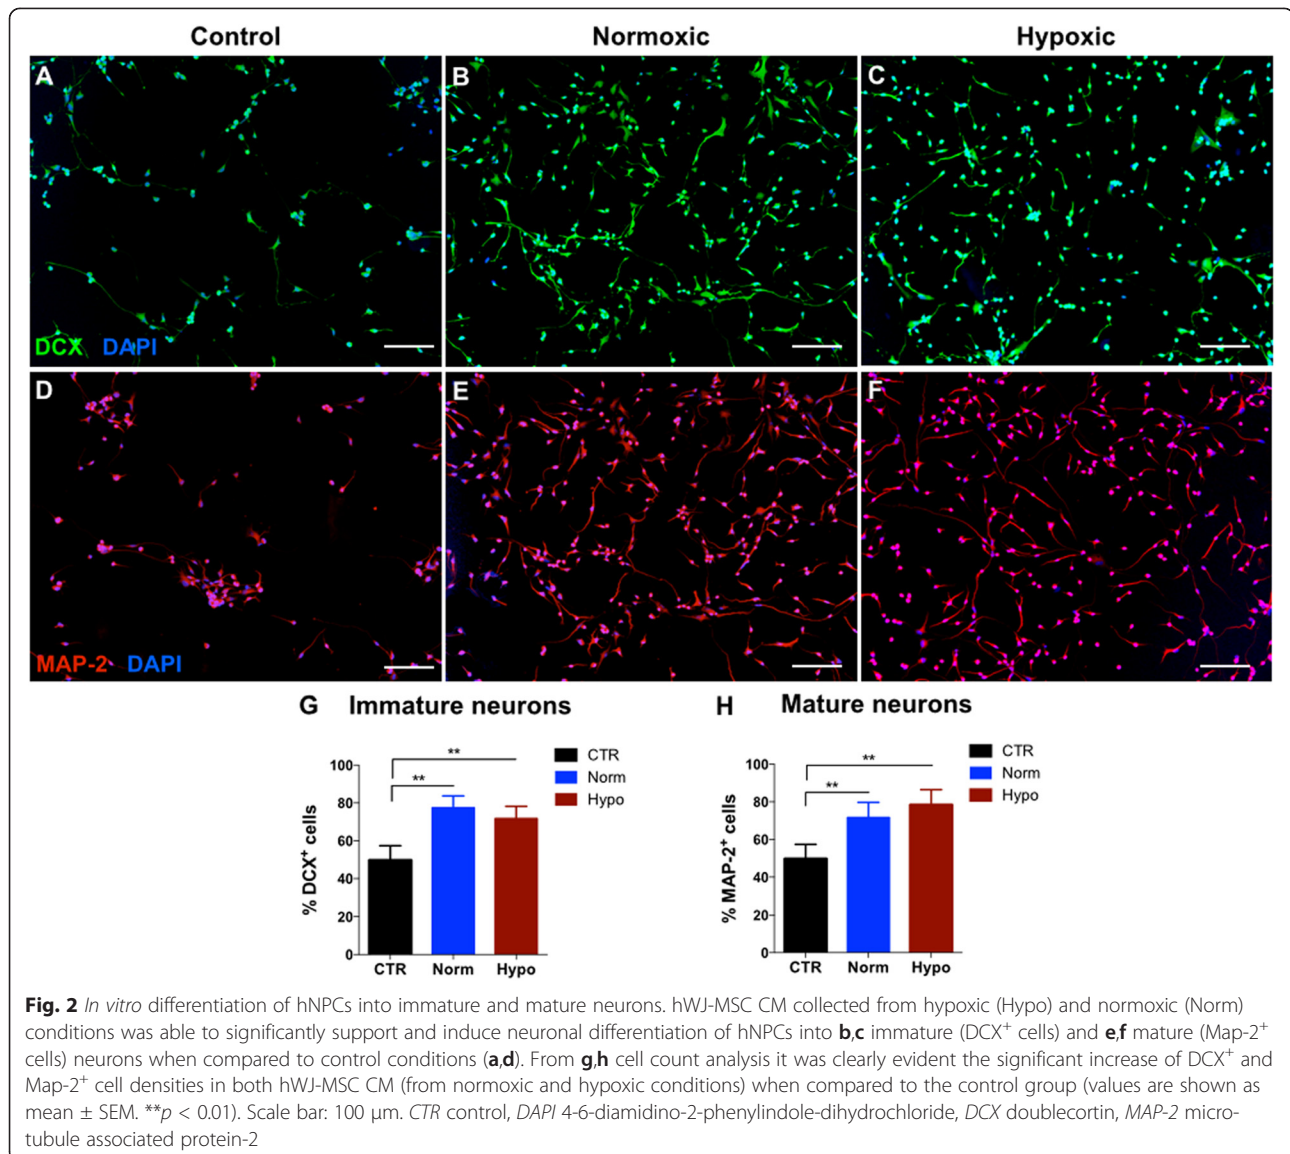 Control Normoxic Hypoxic
A B C
DCX DAPI
D E F
MAP-2 DAPI
G Immature neurons
H Mature neurons
CTR
Norm
Hypo
% DCX⁺ cells
100
80
60
40
20
0
**
**
CTR Norm Hypo
CTR
Norm
Hypo
% MAP-2⁺ cells
100
80
60
40
20
0
**
**
CTR Norm Hypo
Fig. 2 In vitro differentiation of hNPCs into immature and mature neurons. hWJ-MSC CM collected from hypoxic (Hypo) and normoxic (Norm)
conditions was able to significantly support and induce neuronal differentiation of hNPCs into b,c immature (DCX⁺ cells) and e,f mature (Map-2⁺
cells) neurons when compared to control conditions (a,d). From g,h cell count analysis it was clearly evident the significant increase of DCX⁺ and
Map-2⁺ cell densities in both hWJ-MSC CM (from normoxic and hypoxic conditions) when compared to the control group (values are shown as
mean ± SEM. **p < 0.01). Scale bar: 100 μm. CTR control, DAPI 4-6-diamidino-2-phenylindole-dihydrochloride, DCX doublecortin, MAP-2 micro-
tubule associated protein-2